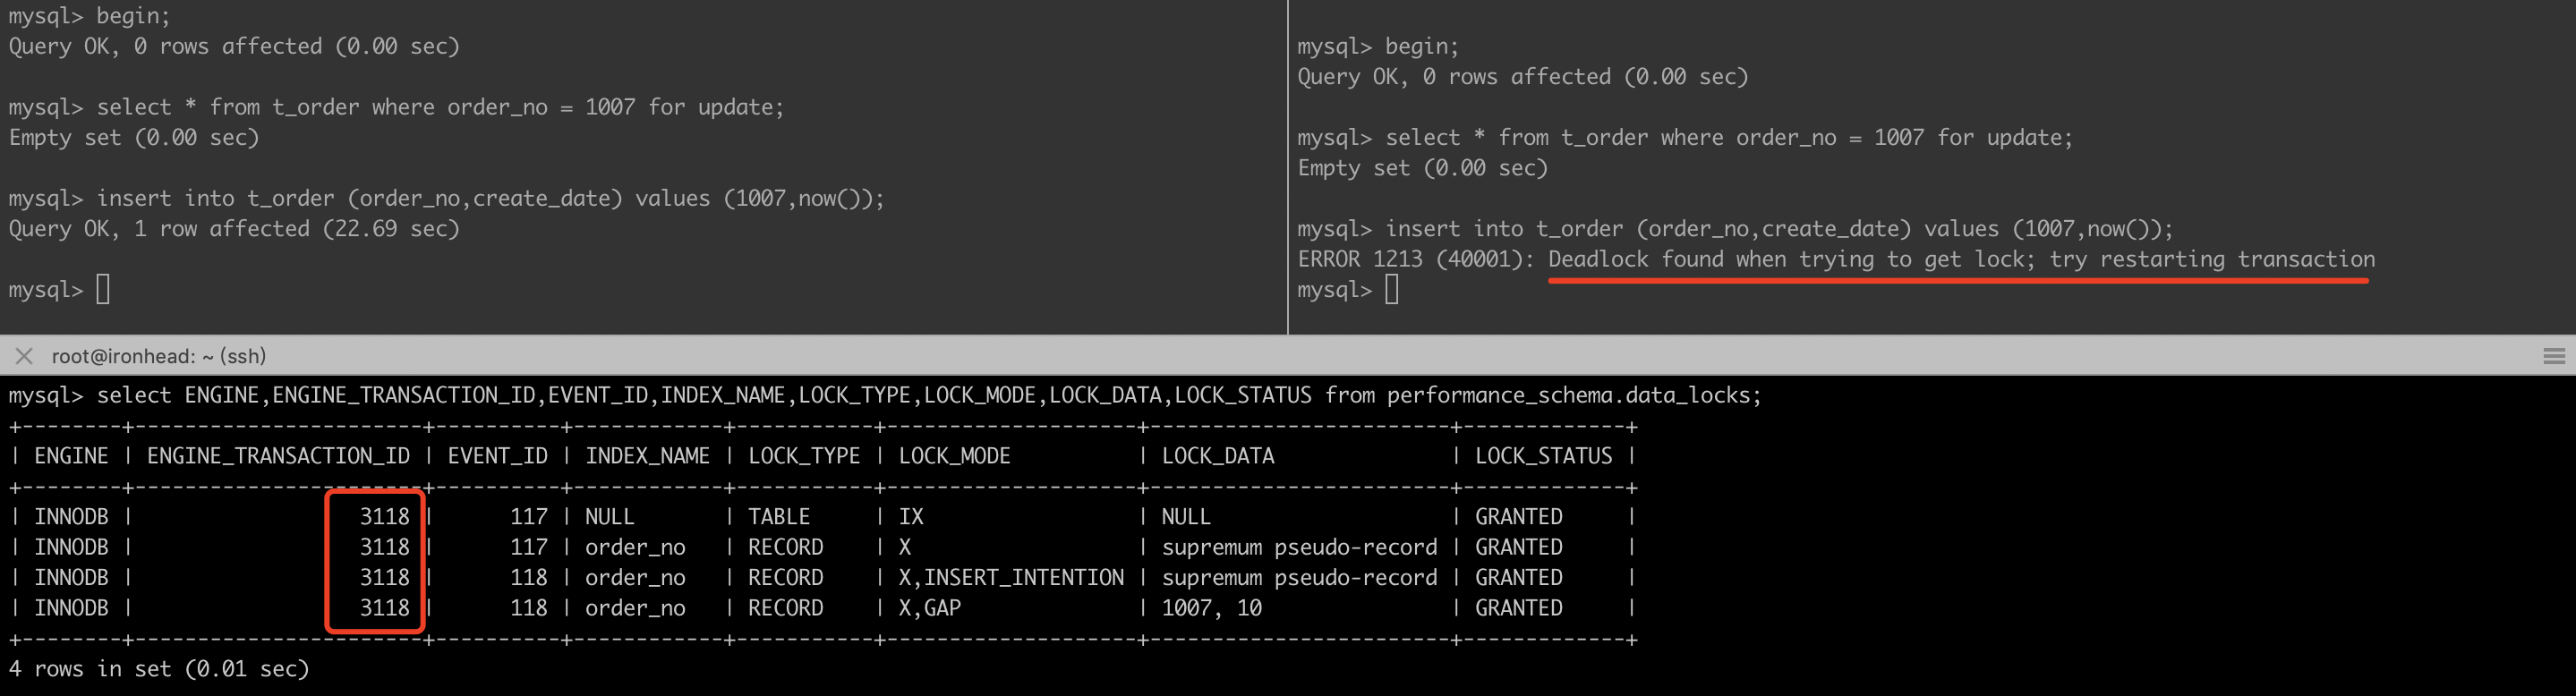 mysql> begin;
Query OK, 0 rows affected (0.00 sec)
mysql> select * from t_order where order_no = 1007 for update;
Empty set (0.00 sec)
mysql> insert into t_order (order_no,create_date) values (1007,now());
Query OK, 1 row affected (22.69 sec)
mysql>
mysql> begin;
Query OK, 0 rows affected (0.00 sec)
mysql> select * from t_order where order_no = 1007 for update;
Empty set (0.00 sec)
mysql> insert into t_order (order_no,create_date) values (1007,now());
ERROR 1213 (40001): Deadlock found when trying to get lock; try restarting transaction
mysql>
root@ironhead: ~ (ssh)
mysql> select ENGINE,ENGINE_TRANSACTION_ID,EVENT_ID,INDEX_NAME,LOCK_TYPE,LOCK_MODE,LOCK_DATA,LOCK_STATUS from performance_schema.data_locks;
+--------+-----------------------+----------+------------+-----------+--------------------+------------------------+-------------+
| ENGINE | ENGINE_TRANSACTION_ID | EVENT_ID | INDEX_NAME | LOCK_TYPE | LOCK_MODE          | LOCK_DATA              | LOCK_STATUS |
+--------+-----------------------+----------+------------+-----------+--------------------+------------------------+-------------+
| INNODB |                  3118 |      117 | NULL       | TABLE     | IX                 | NULL                   | GRANTED     |
| INNODB |                  3118 |      117 | order_no   | RECORD    | X                  | supremum pseudo-record | GRANTED     |
| INNODB |                  3118 |      118 | order_no   | RECORD    | X,INSERT_INTENTION | supremum pseudo-record | GRANTED     |
| INNODB |                  3118 |      118 | order_no   | RECORD    | X,GAP              | 1007, 10               | GRANTED     |
+--------+-----------------------+----------+------------+-----------+--------------------+------------------------+-------------+
4 rows in set (0.01 sec)